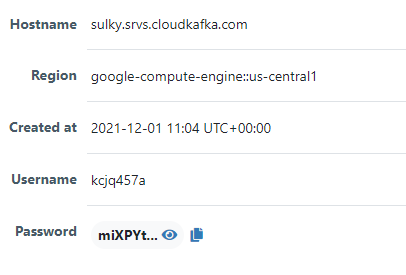 Hostname sulky.srvs.cloudkafka.com
Region google-compute-engine::us-central1
Created at 2021-12-01 11:04 UTC+00:00
Username kcjq457a
Password miXPYt...